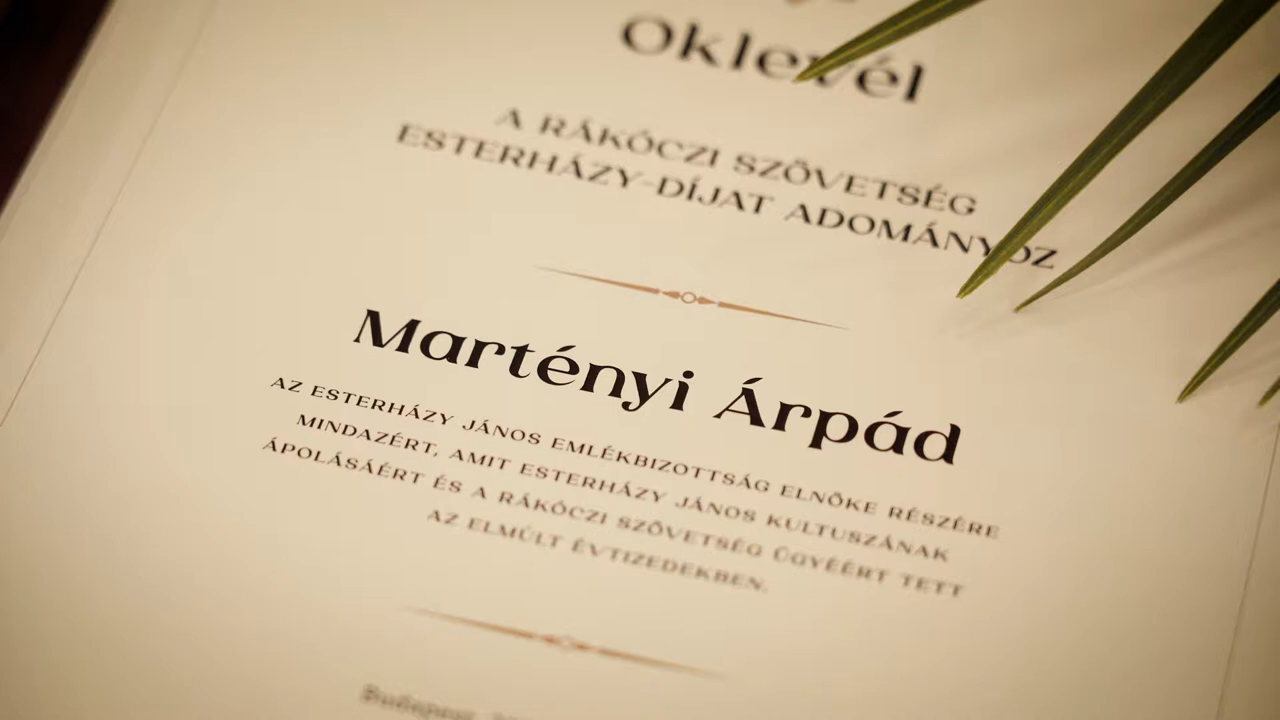 Oklevél
A RÁKÓCZI SZÖVETSÉG
ESTERHÁZY-DÍJAT ADOMÁNYOZ
Martényi Árpád
AZ ESTERHÁZY JÁNOS EMLÉKBIZOTTSÁG ELNÖKE RÉSZÉRE
MINDAZÉRT, AMIT ESTERHÁZY JÁNOS KULTUSZÁNAK
ÁPOLÁSÁÉRT ÉS A RÁKÓCZI SZÖVETSÉG ÜGYÉÉRT TETT
AZ ELMÚLT ÉVTIZEDEKBEN.
Budapest,